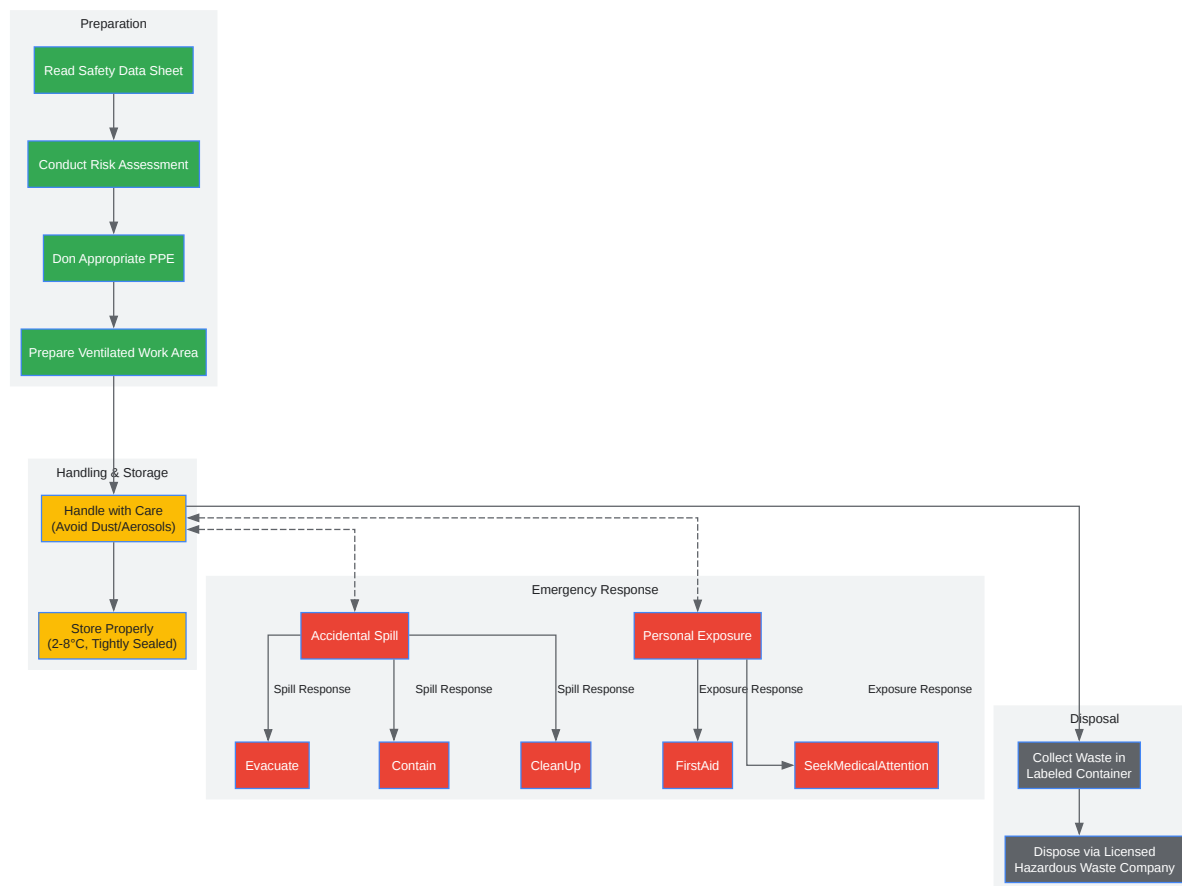 Preparation
Read Safety Data Sheet
Conduct Risk Assessment
Don Appropriate PPE
Prepare Ventilated Work Area
Handling & Storage
Handle with Care
(Avoid Dust/Aerosols)
Store Properly
(2-8°C, Tightly Sealed)
Emergency Response
Accidental Spill
Personal Exposure
Spill Response
Spill Response
Spill Response
Exposure Response
Exposure Response
Evacuate
Contain
CleanUp
FirstAid
SeekMedicalAttention
Disposal
Collect Waste in
Labeled Container
Dispose via Licensed
Hazardous Waste Company